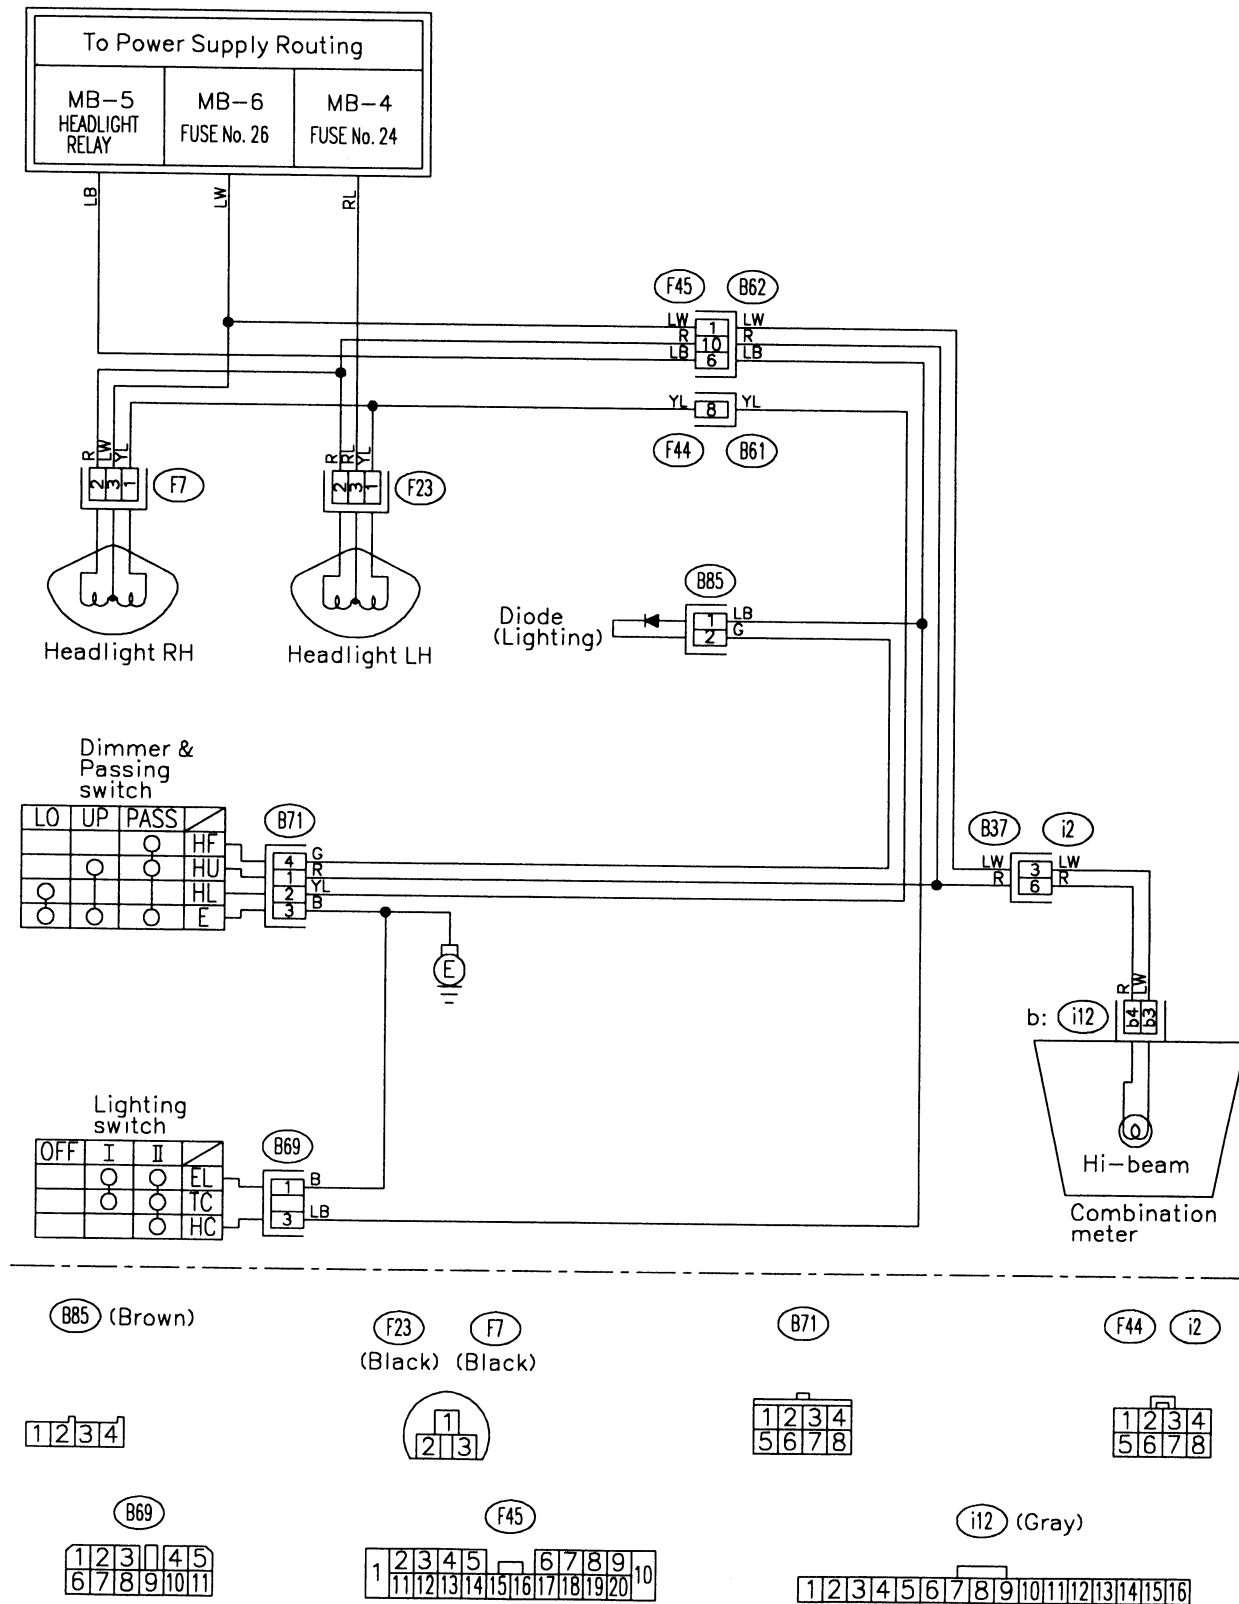 To Power Supply Routing
MB-5 MB-6 MB-4
HEADLIGHT RELAY FUSE No. 26 FUSE No. 24
LB LW RL
F45 B62
LW 1 LW
R 10 R
LB 6 LB
YL 8 YL
F44 B61
R LW YL
2 3 1
F7
R RL YL
2 3 1
F23
Headlight RH
Headlight LH
B85
Diode
(Lighting)
1 LB
2 G
Dimmer &
Passing
switch
LO UP PASS
HF
HU
HL
E
B71
4 G
1 R
2 YL
3 B
E
B37 i2
LW 3 LW
R 6 R
R LW
b: i12 b4 b3
Hi-beam
Combination
meter
Lighting
switch
OFF I II
EL
TC
HC
B69
1 B
3 LB
B85 (Brown)
1 2 3 4
F23 F7
(Black) (Black)
1
2 3
B71
1 2 3 4
5 6 7 8
F44 i2
1 2 3 4
5 6 7 8
B69
1 2 3 4 5
6 7 8 9 10 11
F45
1 2 3 4 5 6 7 8 9 10
11 12 13 14 15 16 17 18 19 20
i12 (Gray)
1 2 3 4 5 6 7 8 9 10 11 12 13 14 15 16